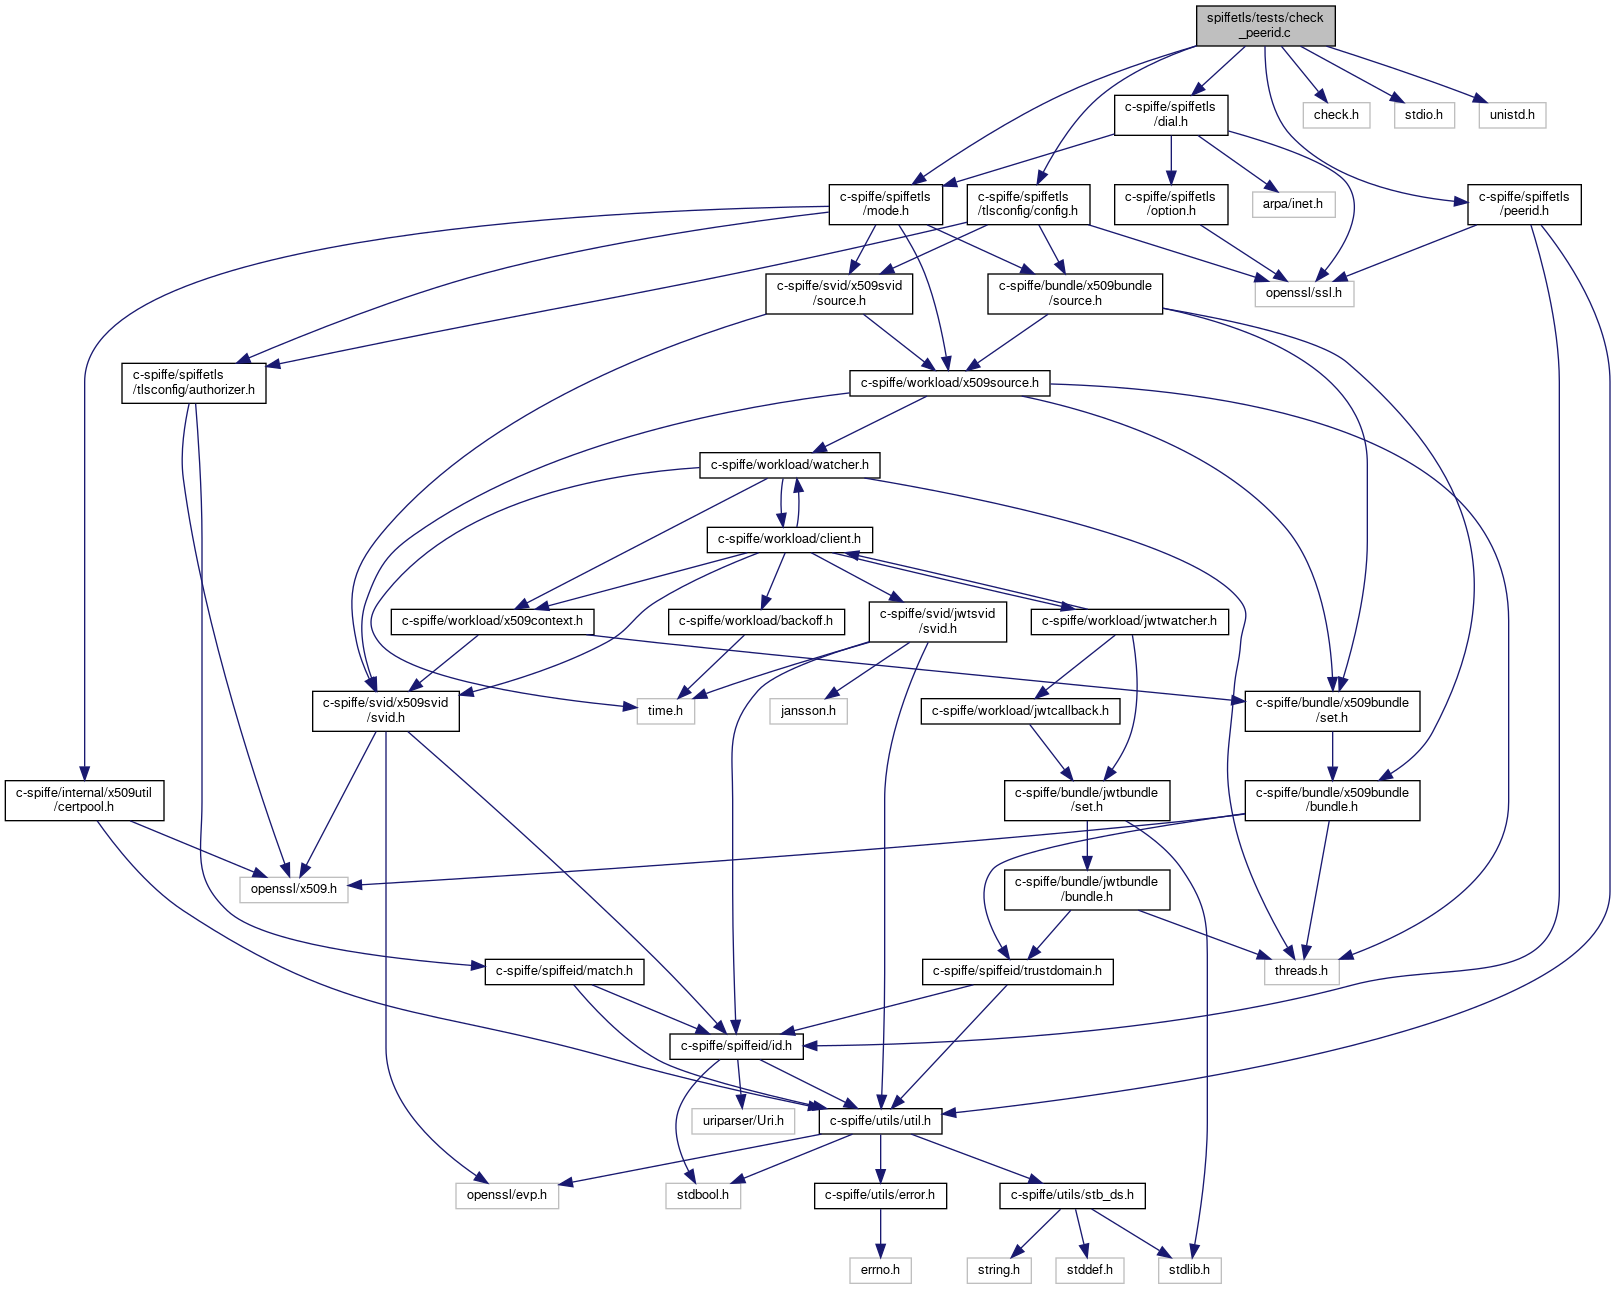 spiffetls/tests/check
_peerid.c
c-spiffe/spiffetls
/dial.h
check.h
stdio.h
unistd.h
c-spiffe/spiffetls
/mode.h
c-spiffe/spiffetls
/tlsconfig/config.h
c-spiffe/spiffetls
/option.h
arpa/inet.h
c-spiffe/spiffetls
/peerid.h
c-spiffe/svid/x509svid
/source.h
c-spiffe/bundle/x509bundle
/source.h
openssl/ssl.h
c-spiffe/spiffetls
/tlsconfig/authorizer.h
c-spiffe/workload/x509source.h
c-spiffe/workload/watcher.h
c-spiffe/workload/client.h
c-spiffe/workload/x509context.h
c-spiffe/workload/backoff.h
c-spiffe/svid/jwtsvid
/svid.h
c-spiffe/workload/jwtwatcher.h
c-spiffe/svid/x509svid
/svid.h
time.h
jansson.h
c-spiffe/workload/jwtcallback.h
c-spiffe/bundle/x509bundle
/set.h
c-spiffe/internal/x509util
/certpool.h
c-spiffe/bundle/jwtbundle
/set.h
c-spiffe/bundle/x509bundle
/bundle.h
openssl/x509.h
c-spiffe/bundle/jwtbundle
/bundle.h
c-spiffe/spiffeid/match.h
c-spiffe/spiffeid/trustdomain.h
threads.h
c-spiffe/spiffeid/id.h
uriparser/Uri.h
c-spiffe/utils/util.h
openssl/evp.h
stdbool.h
c-spiffe/utils/error.h
c-spiffe/utils/stb_ds.h
errno.h
string.h
stddef.h
stdlib.h